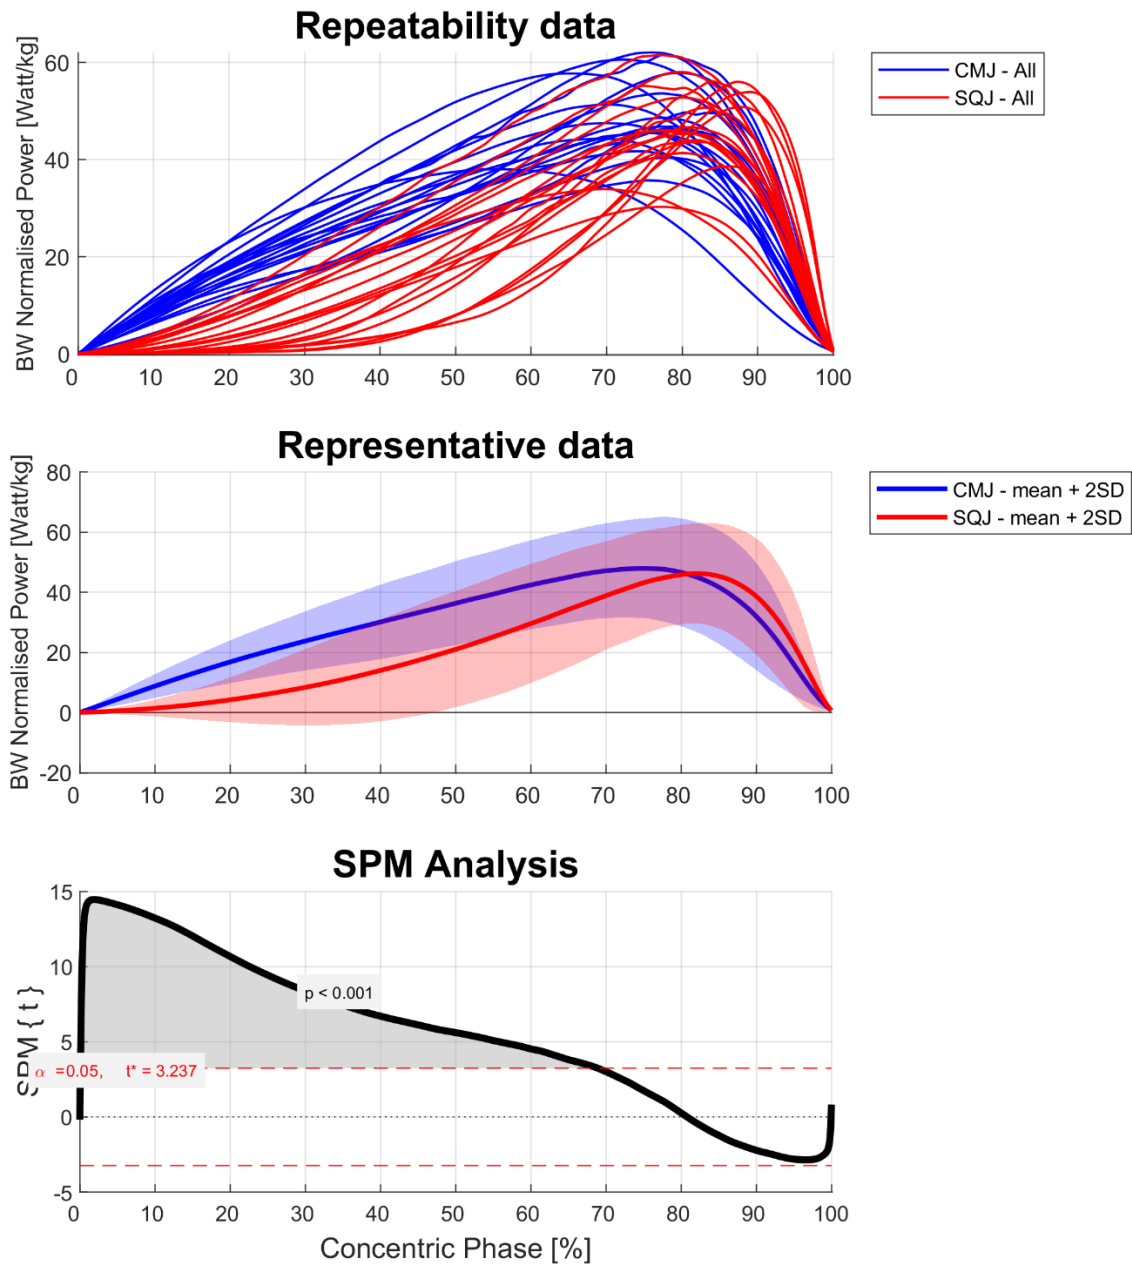 Repeatability data
BW Normalised Power [Watt/kg]
60
40
20
0
0 10 20 30 40 50 60 70 80 90 100
CMJ - All
SQJ - All
Representative data
BW Normalised Power [Watt/kg]
80
60
40
20
0
-20
0 10 20 30 40 50 60 70 80 90 100
CMJ - mean + 2SD
SQJ - mean + 2SD
SPM Analysis
SPM { t }
15
10
5
0
-5
p < 0.001
α =0.05, t* = 3.237
0 10 20 30 40 50 60 70 80 90 100
Concentric Phase [%]